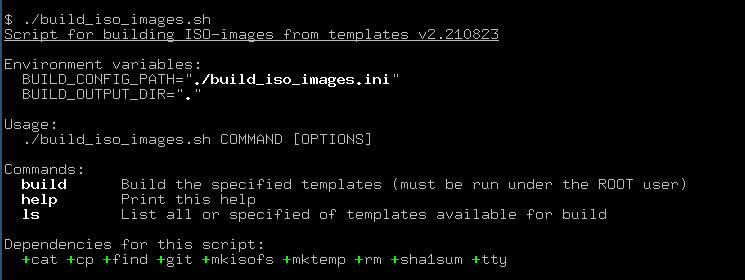 $ ./build_iso_images.sh
Script for building ISO-images from templates v2.210823
Environment variables:
BUILD_CONFIG_PATH="./build_iso_images.ini"
BUILD_OUTPUT_DIR="."
Usage:
./build_iso_images.sh COMMAND [OPTIONS]
Commands:
build Build the specified templates (must be run under the ROOT user)
help Print this help
ls List all or specified of templates available for build
Dependencies for this script:
+cat +cp +find +git +mkisofs +mktemp +rm +sha1sum +tty